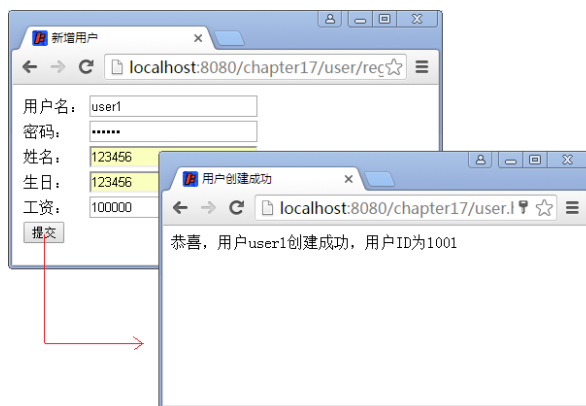 新增用户
localhost:8080/chapter17/user/reg
用户名： user1
密码： ••••••
姓名： 123456
生日： 123456
工资： 100000
提交
用户创建成功
localhost:8080/chapter17/user.h
恭喜，用户user1创建成功，用户ID为1001